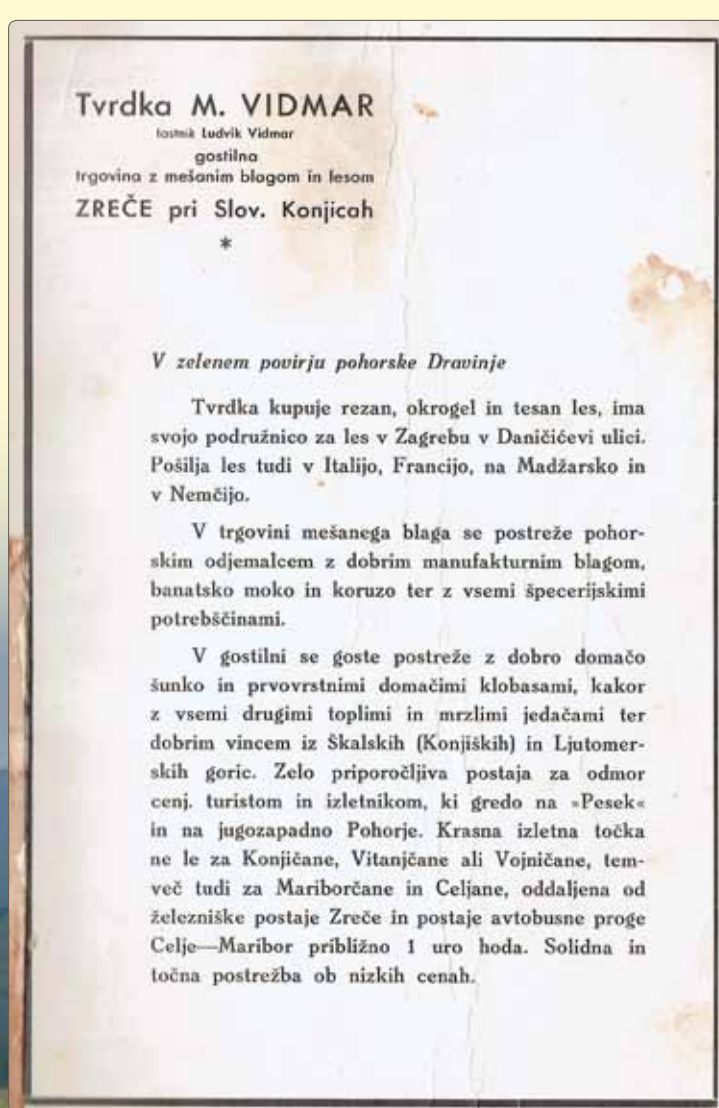 Tvrdka M. VIDMAR
lastnik Ludvik Vidmar
gostilna
trgovina z mešanim blagom in lesom
ZREČE pri Slov. Konjicah
*
V zelenem povirju pohorske Dravinje
Tvrdka kupuje rezan, okrogel in tesan les, ima
svojo podružnico za les v Zagrebu v Daničićevi ulici.
Pošilja les tudi v Italijo, Francijo, na Madžarsko in
v Nemčijo.
V trgovini mešanega blaga se postreže pohor-
skim odjemalcem z dobrim manufakturnim blagom,
banatsko moko in koruzo ter z vsemi špecerijskimi
potrebščinami.
V gostilni se goste postreže z dobro domačo
šunko in prvovrstnimi domačimi klobasami, kakor
z vsemi drugimi toplimi in mrzlimi jedačami ter
dobrim vincem iz Škalskih (Konjiških) in Ljutomer-
skih goric. Zelo priporočljiva postaja za odmor
cenj. turistom in izletnikom, ki gredo na »Pesek«
in na jugozapadno Pohorje. Krasna izletna točka
ne le za Konjičane, Vitanjčane ali Vojničane, tem-
več tudi za Mariborčane in Celjane, oddaljena od
železniške postaje Zreče in postaje avtobusne proge
Celje—Maribor približno 1 uro hoda. Solidna in
točna postrežba ob nizkih cenah.